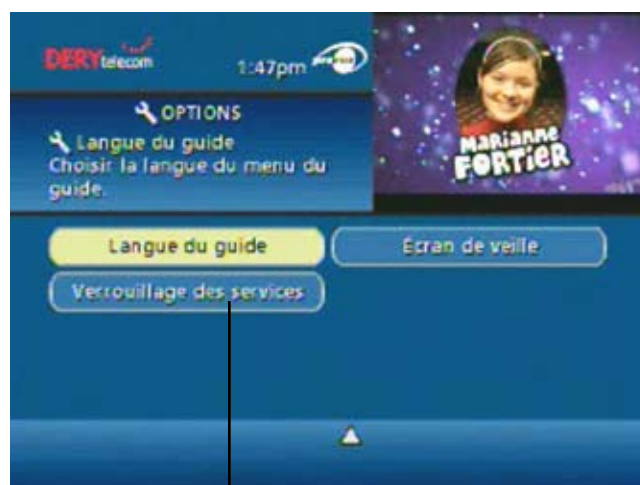 DERYtelecom
1:47pm
OPTIONS
Langue du guide
Choisir la langue du menu du
guide.
Marianne
FORTiER
Langue du guide
Écran de veille
Verrouillage des services